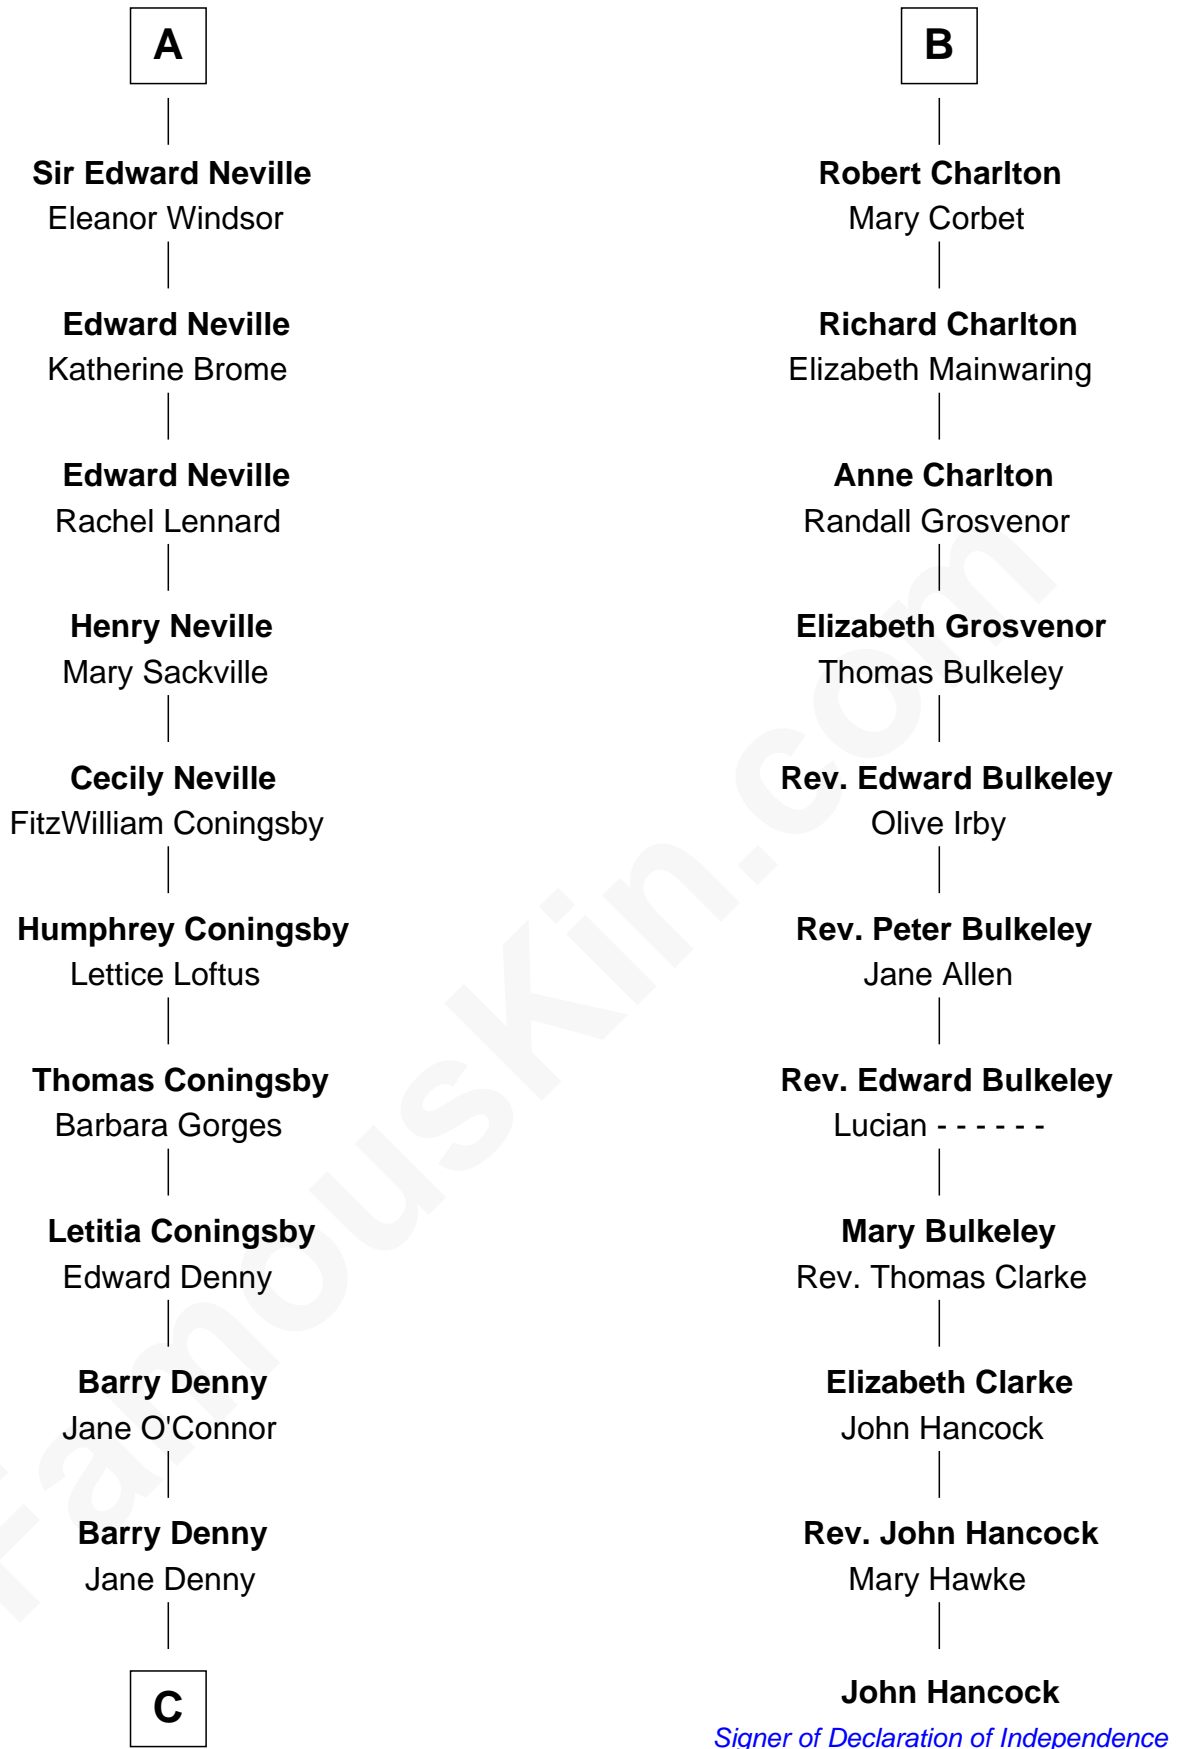 A
Sir Edward Neville
Eleanor Windsor
Edward Neville
Katherine Brome
Edward Neville
Rachel Lennard
Henry Neville
Mary Sackville
Cecily Neville
FitzWilliam Coningsby
Humphrey Coningsby
Lettice Loftus
Thomas Coningsby
Barbara Gorges
Letitia Coningsby
Edward Denny
Barry Denny
Jane O'Connor
Barry Denny
Jane Denny
C
B
Robert Charlton
Mary Corbet
Richard Charlton
Elizabeth Mainwaring
Anne Charlton
Randall Grosvenor
Elizabeth Grosvenor
Thomas Bulkeley
Rev. Edward Bulkeley
Olive Irby
Rev. Peter Bulkeley
Jane Allen
Rev. Edward Bulkeley
Lucian - - - - - -
Mary Bulkeley
Rev. Thomas Clarke
Elizabeth Clarke
John Hancock
Rev. John Hancock
Mary Hawke
John Hancock
Signer of Declaration of Independence
FamousKin.com